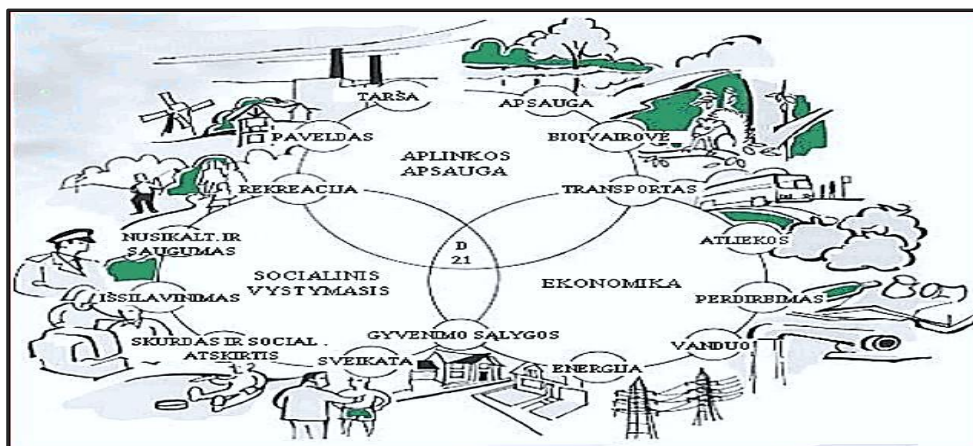 TARŠA
APSAUGA
PAVELDAS
BIOĮVAIROVĖ
APLINKOS
APSAUGA
REKREACIJA
TRANSPORTAS
NUSIKALT. IR
SAUGUMAS
D
21
ATLIEKOS
SOCIALINIS
VYSTYMASIS
EKONOMIKA
IŠSILAVINIMAS
PERDIRBIMAS
SKURDAS IR SOCIAL.
ATSKIRTIS
GYVENIMO SĄLYGOS
VANDUO
SVEIKATA
ENERGIJA